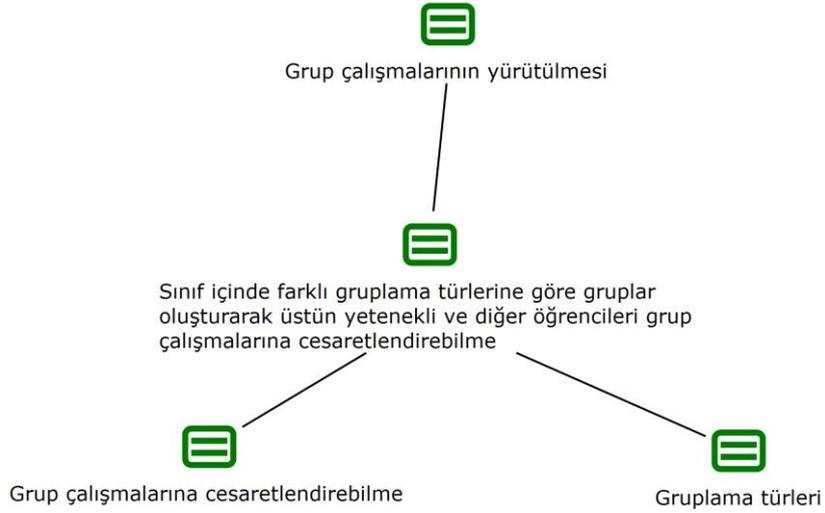 Grup çalışmalarının yürütülmesi
Sınıf içinde farklı gruplama türlerine göre gruplar
oluşturarak üstün yetenekli ve diğer öğrencileri grup
çalışmalarına cesaretlendirebilme
Grup çalışmalarına cesaretlendirebilme
Gruplama türleri